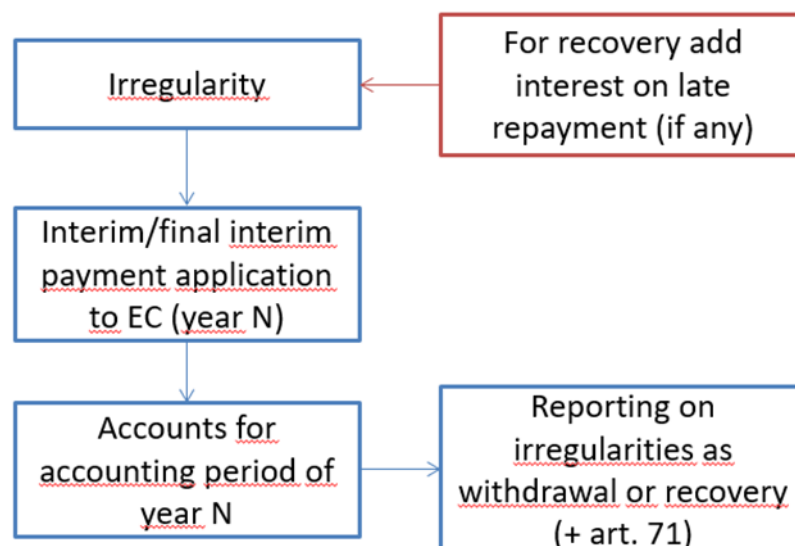 Irregularity
For recovery add
interest on late
repayment (if any)
Interim/final interim
payment application
to EC (year N)
Accounts for
accounting period of
year N
Reporting on
irregularities as
withdrawal or recovery
(+ art. 71)